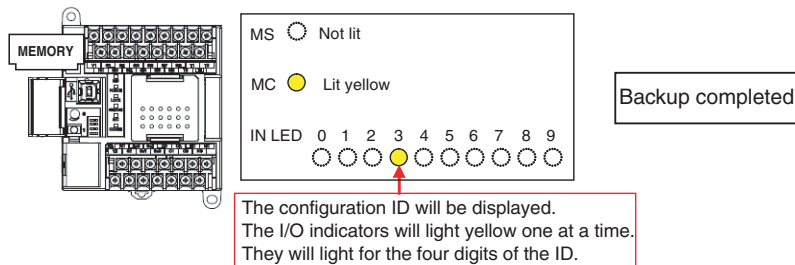 MEMORY
MS Not lit
MC Lit yellow
IN LED 0 1 2 3 4 5 6 7 8 9
Backup completed
The configuration ID will be displayed.
The I/O indicators will light yellow one at a time.
They will light for the four digits of the ID.